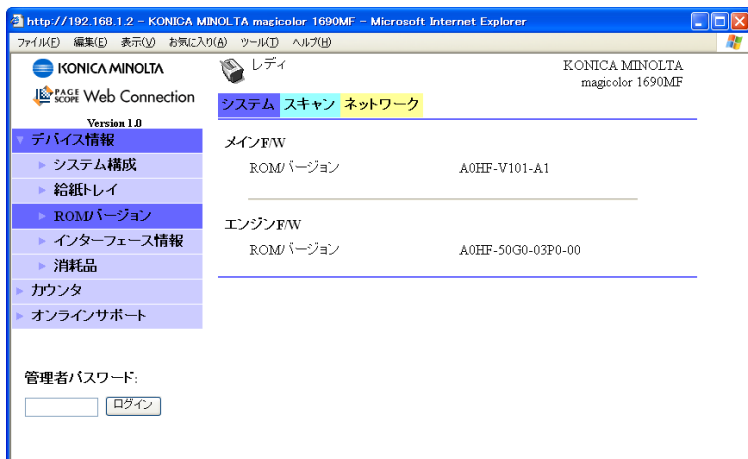 http://192.168.1.2 - KONICA MINOLTA magicolor 1690MF - Microsoft Internet Explorer
ファイル(F) 編集(E) 表示(V) お気に入り(A) ツール(T) ヘルプ(H)
KONICA MINOLTA
PAGE SCOPE Web Connection
Version 1.0
レディ
KONICA MINOLTA
magicolor 1690MF
システム スキャン ネットワーク
デバイス情報
システム構成
給紙トレイ
ROMバージョン
インターフェース情報
消耗品
カウンタ
オンラインサポート
管理者パスワード:
ログイン
メインF/W
ROMバージョン A0HF-V101-A1
エンジンF/W
ROMバージョン A0HF-50G0-03P0-00